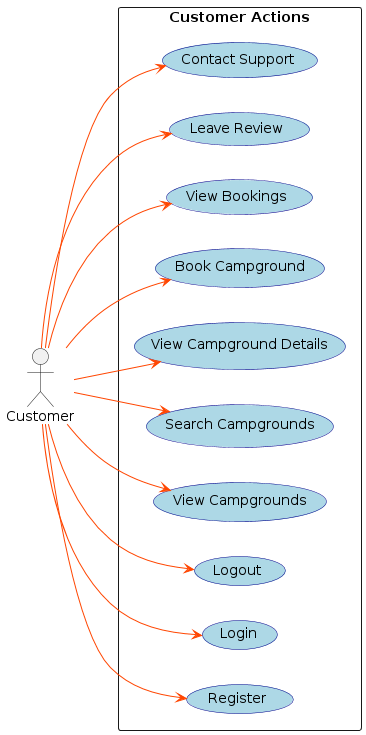 Customer Actions
Contact Support
Leave Review
View Bookings
Book Campground
View Campground Details
Customer
Search Campgrounds
View Campgrounds
Logout
Login
Register